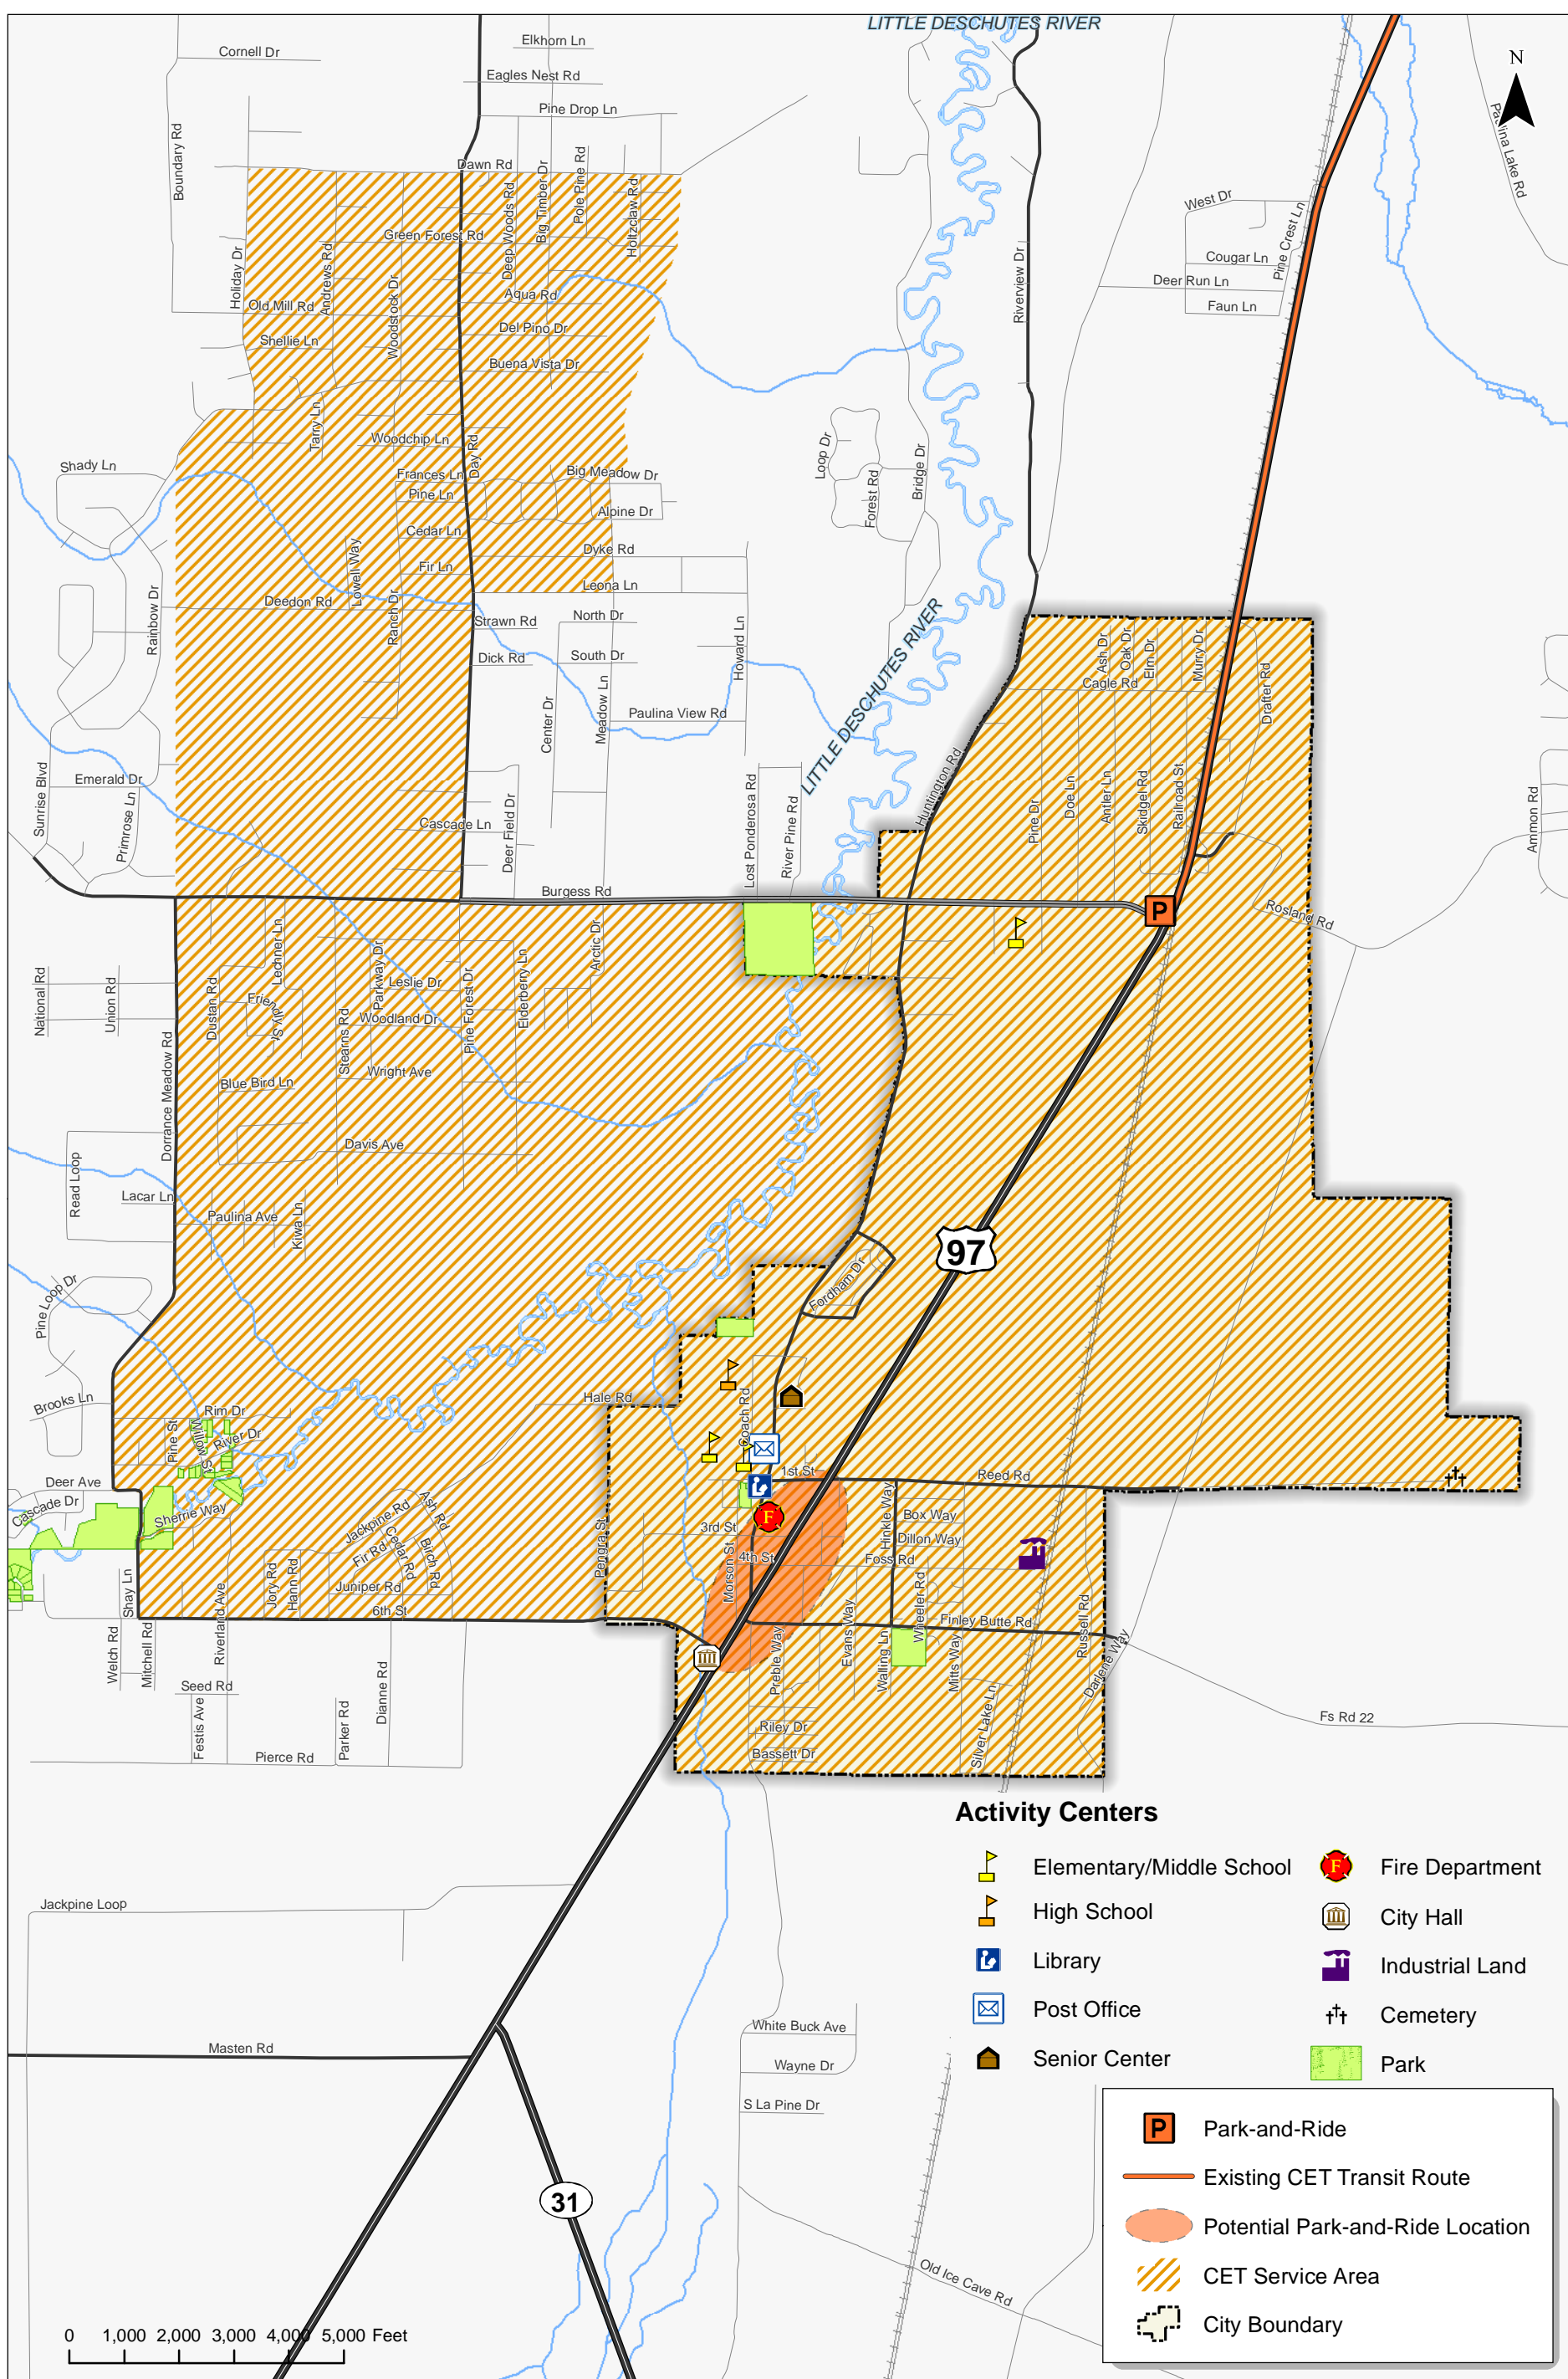 LITTLE DESCHUTES RIVER
Elkhorn Ln
Cornell Dr
Eagles Nest Rd
N
Pine Drop Ln
Paulina Lake Rd
Boundary Rd
Dawn Rd
Deep Woods Rd
Big Timber Dr
Pole Pine Rd
Holtzclaw Rd
West Dr
Pine Crest Ln
Green Forest Rd
Holiday Dr
Andrews Rd
Woodstock Dr
Riverview Dr
Cougar Ln
Deer Run Ln
Faun Ln
Aqua Rd
Old Mill Rd
Del Pino Dr
Shellie Ln
Buena Vista Dr
Tarry Ln
Woodchip Ln
Day Rd
Loop Dr
Forest Rd
Bridge Dr
Shady Ln
Frances Ln
Big Meadow Dr
Pine Ln
Alpine Dr
Cedar Ln
Dyke Rd
Lowell Way
Fir Ln
Leona Ln
Rainbow Dr
Deedon Rd
Ranch Dr
Strawn Rd
North Dr
Howard Ln
LITTLE DESCHUTES RIVER
Dick Rd
South Dr
Ash Dr
Oak Dr
Elm Dr
Murry Dr
Drafter Rd
Cagle Rd
Center Dr
Meadow Ln
Paulina View Rd
Huntington Rd
Sunrise Blvd
Emerald Dr
Primrose Ln
Cascade Ln
Deer Field Dr
Lost Ponderosa Rd
River Pine Rd
Pine Dr
Doe Ln
Antler Ln
Skidgel Rd
Railroad St
Ammon Rd
Burgess Rd
P
Rosland Rd
National Rd
Union Rd
Dustan Rd
Lechner Ln
Friendly St
Parkway Dr
Leslie Dr
Woodland Dr
Stearns Rd
Pine Forest Dr
Elderberry Ln
Arctic Dr
Dorrance Meadow Rd
Wright Ave
Blue Bird Ln
Davis Ave
Read Loop
Lacar Ln
Paulina Ave
Kiwa Ln
97
Fordham Dr
Pine Loop Dr
Brooks Ln
Rim Dr
Hale Rd
Coach Rd
Pine St
Willow St
River Dr
Deer Ave
Cascade Dr
Sherrie Way
1st St
Reed Rd
Jackpine Rd
Ash Rd
Fir Rd
Cedar Rd
Birch Rd
Pengra St
F
3rd St
4th St
Morson St
Hinkle Way
Box Way
Dillon Way
Foss Rd
Shay Ln
Riverland Ave
Jory Rd
Hann Rd
Juniper Rd
6th St
Wheeler Rd
Finley Butte Rd
Russell Rd
Darlene Way
Welch Rd
Mitchell Rd
Preble Way
Evans Way
Walling Ln
Mitts Way
Silver Lake Ln
Seed Rd
Festis Ave
Parker Rd
Dianne Rd
Pierce Rd
Riley Dr
Bassett Dr
Fs Rd 22
Jackpine Loop
Masten Rd
White Buck Ave
Wayne Dr
S La Pine Dr
31
Old Ice Cave Rd
Activity Centers
Elementary/Middle School
High School
Library
Post Office
Senior Center
F Fire Department
City Hall
Industrial Land
Cemetery
Park
P Park-and-Ride
Existing CET Transit Route
Potential Park-and-Ride Location
CET Service Area
City Boundary
0 1,000 2,000 3,000 4,000 5,000 Feet